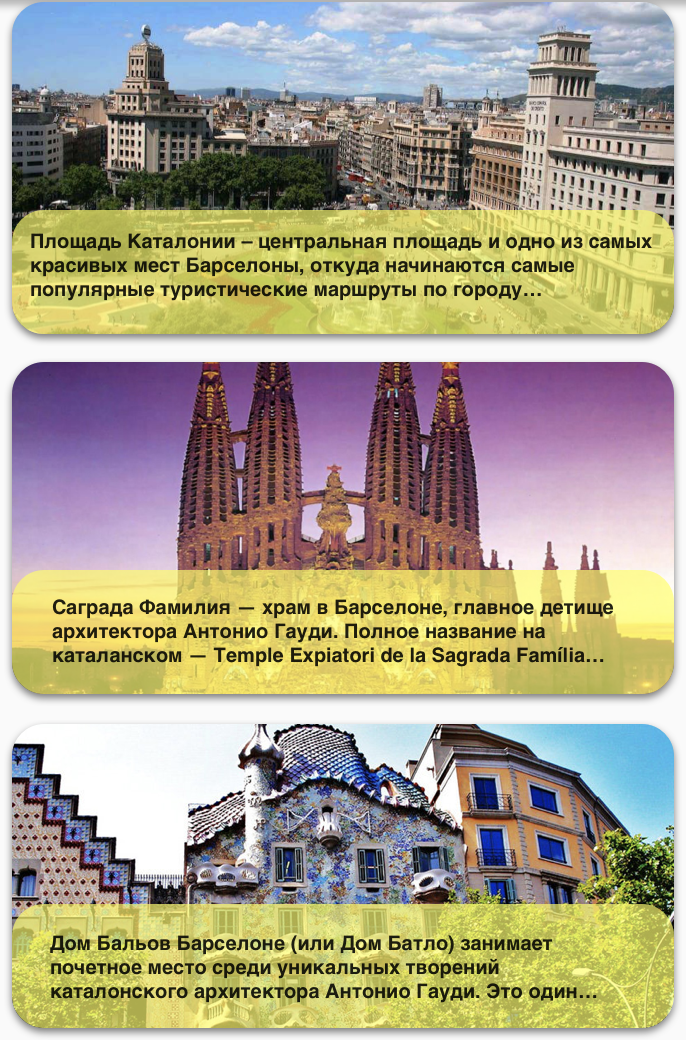 Площадь Каталонии – центральная площадь и одно из самых
красивых мест Барселоны, откуда начинаются самые
популярные туристические маршруты по городу...
Саграда Фамилия — храм в Барселоне, главное детище
архитектора Антонио Гауди. Полное название на
каталанском — Temple Expiatori de la Sagrada Família...
Дом Бальов Барселоне (или Дом Батло) занимает
почетное место среди уникальных творений
каталонского архитектора Антонио Гауди. Это один...